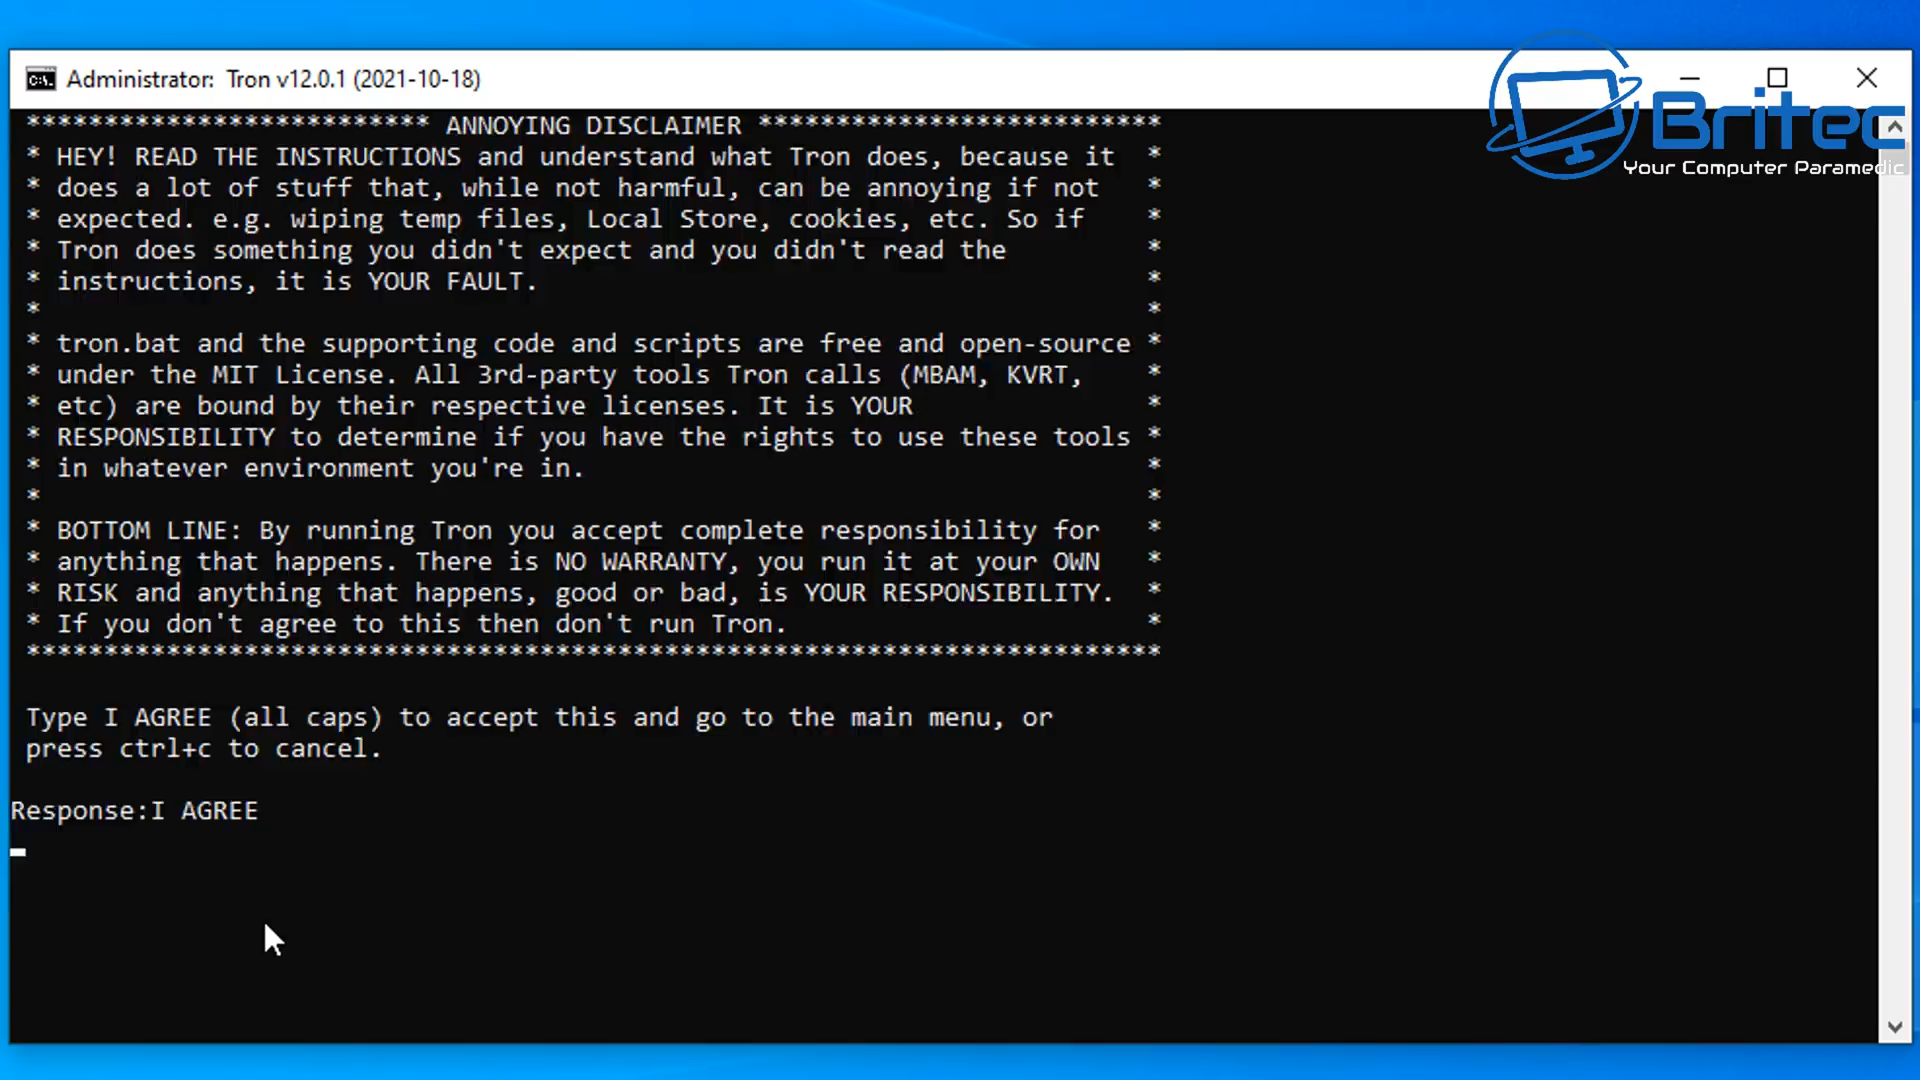 Administrator: Tron v12.0.1 (2021-10-18)
Britec
Your Computer Paramedic
************************** ANNOYING DISCLAIMER **************************
* HEY! READ THE INSTRUCTIONS and understand what Tron does, because it *
* does a lot of stuff that, while not harmful, can be annoying if not *
* expected. e.g. wiping temp files, Local Store, cookies, etc. So if *
* Tron does something you didn't expect and you didn't read the *
* instructions, it is YOUR FAULT. *
* *
* tron.bat and the supporting code and scripts are free and open-source *
* under the MIT License. All 3rd-party tools Tron calls (MBAM, KVRT, *
* etc) are bound by their respective licenses. It is YOUR *
* RESPONSIBILITY to determine if you have the rights to use these tools *
* in whatever environment you're in. *
* *
* BOTTOM LINE: By running Tron you accept complete responsibility for *
* anything that happens. There is NO WARRANTY, you run it at your OWN *
* RISK and anything that happens, good or bad, is YOUR RESPONSIBILITY. *
* If you don't agree to this then don't run Tron. *
*************************************************************************
Type I AGREE (all caps) to accept this and go to the main menu, or
press ctrl+c to cancel.
Response:I AGREE